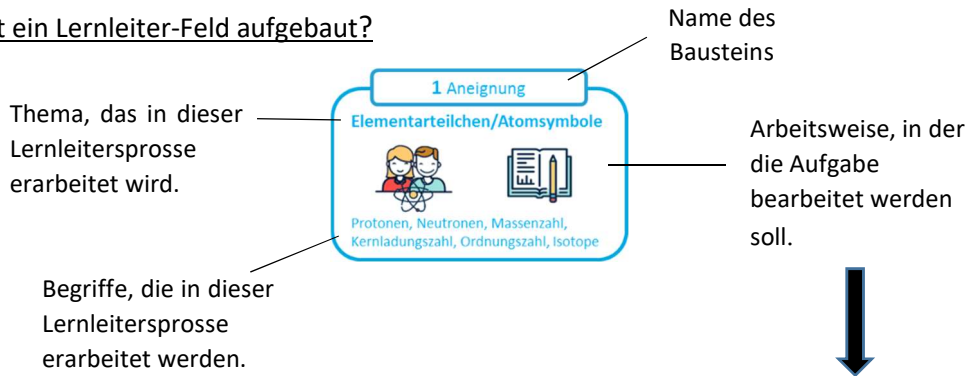 t ein Lernleiter-Feld aufgebaut?
Name des
Bausteins
1 Aneignung
Elementarteilchen/Atomsymbole
Thema, das in dieser
Lernleitersprosse
erarbeitet wird.
Arbeitsweise, in der
die Aufgabe
bearbeitet werden
soll.
Protonen, Neutronen, Massenzahl,
Kernladungszahl, Ordnungszahl, Isotope
Begriffe, die in dieser
Lernleitersprosse
erarbeitet werden.